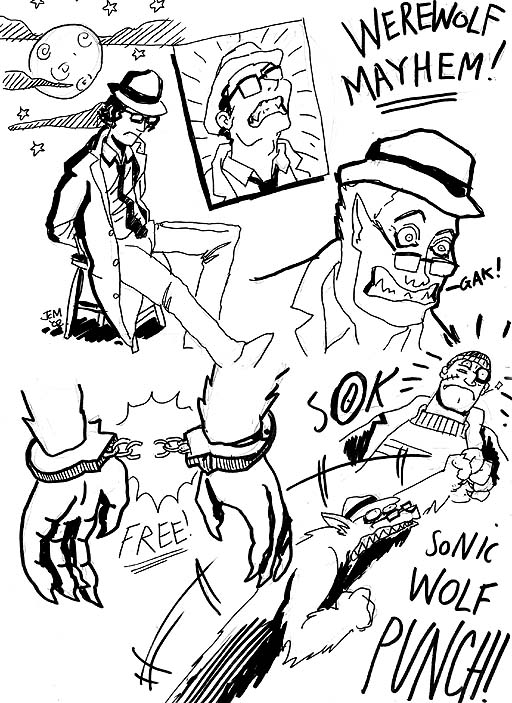 WEREWOLF
MAYHEM!
GAK!
JEM
SOK
FREE!
SONIC
WOLF
PUNCH!!